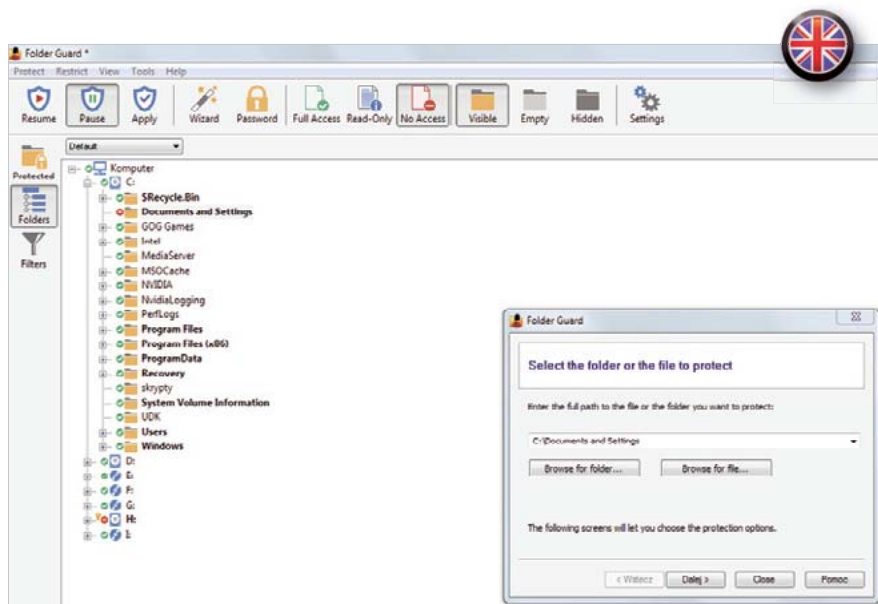 Folder Guard *
Protect Restrict View Tools Help
Resume Pause Apply Wizard Password Full Access Read-Only No Access Visible Empty Hidden Settings
Default
Protected
Folders
Filters
Komputer
C:
$Recycle.Bin
Documents and Settings
GOG Games
Intel
MediaServer
MSOCache
NVIDIA
NvidiaLogging
PerfLogs
Program Files
Program Files (x86)
ProgramData
Recovery
skrypty
System Volume Information
UDK
Users
Windows
D:
E:
F:
G:
H:
I:
Folder Guard
Select the folder or the file to protect
Enter the full path to the file or the folder you want to protect:
C:\Documents and Settings
Browse for folder... Browse for file...
The following screens will let you choose the protection options.
< Wstecz Dalej > Close Pomoc